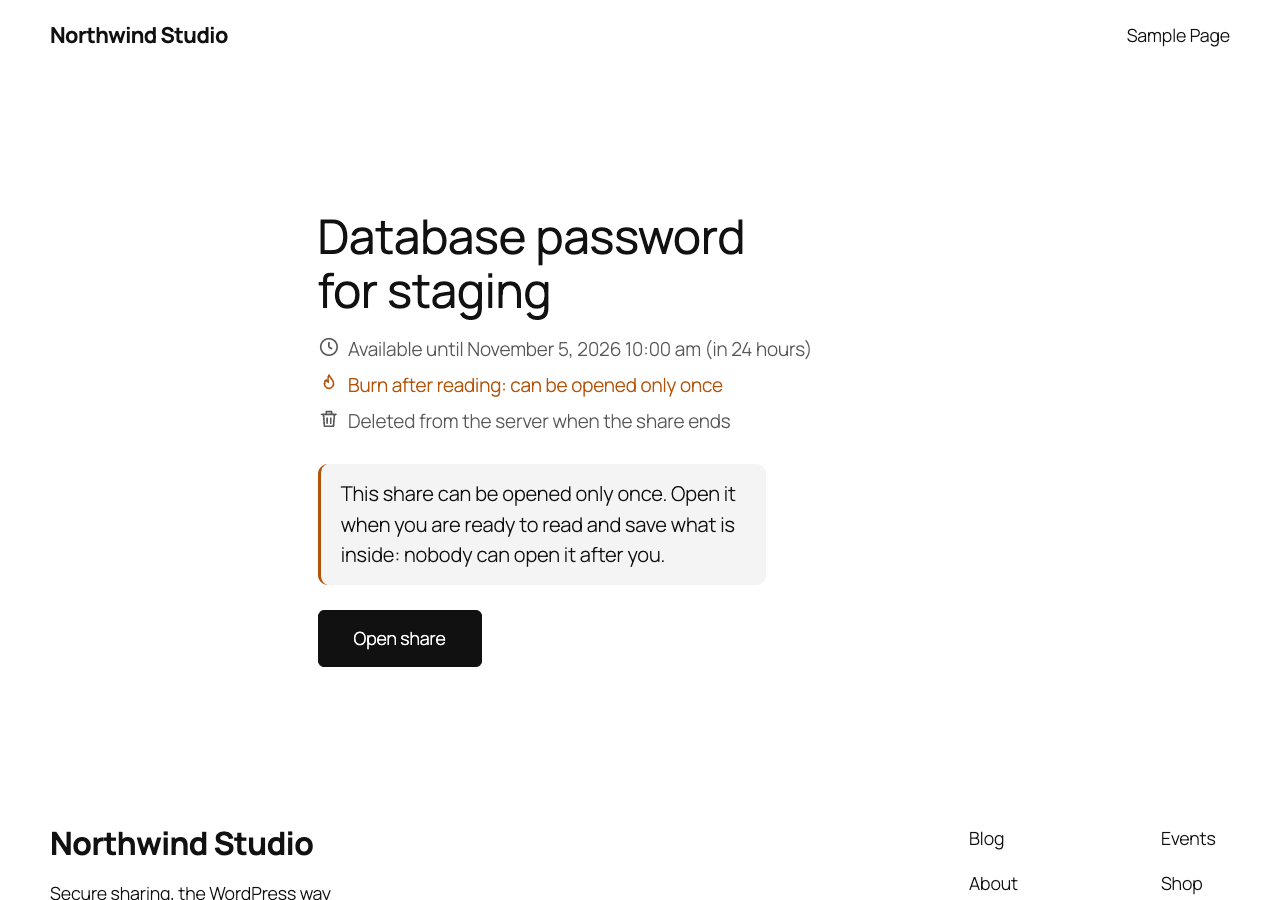 Northwind Studio
Sample Page
Database password
for staging
Available until November 5, 2026 10:00 am (in 24 hours)
Burn after reading: can be opened only once
Deleted from the server when the share ends
This share can be opened only once. Open it
when you are ready to read and save what is
inside: nobody can open it after you.
Open share
Northwind Studio
Blog
Events
Secure sharing, the WordPress way
About
Shop